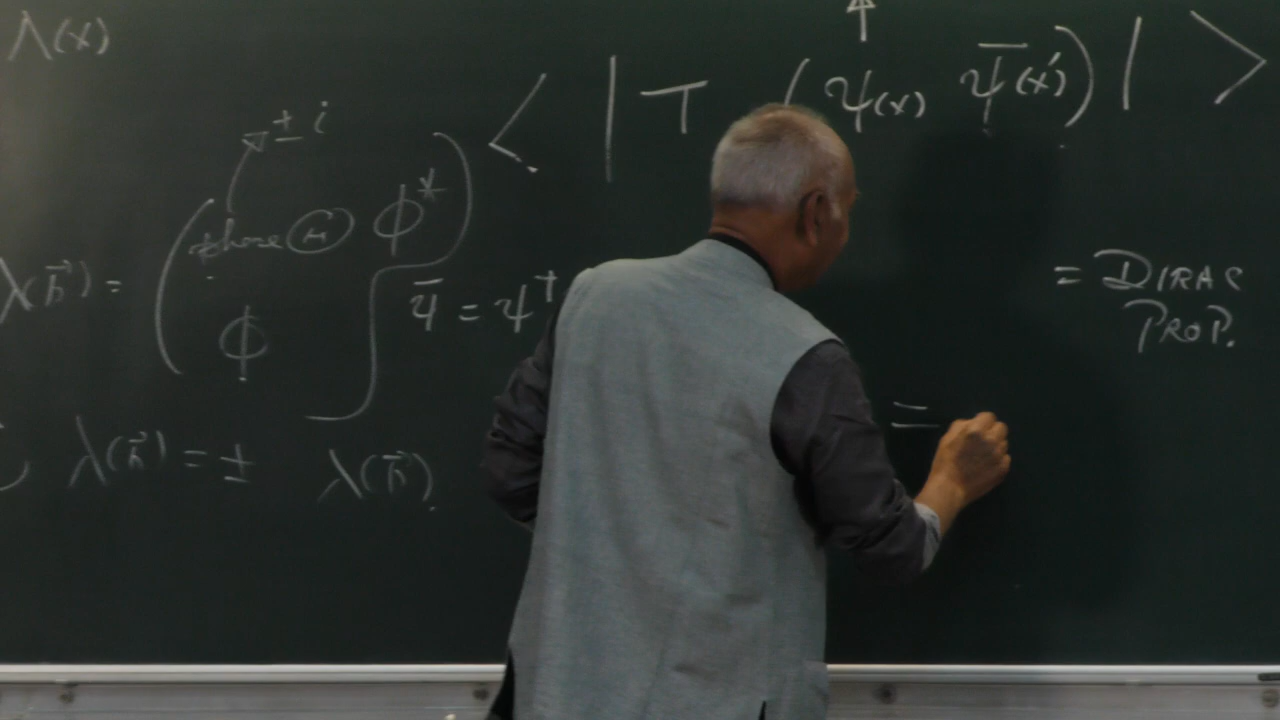 Λ(x)
< | T ( ψ(x) ψ̄(x́) ) | >
± i
phase Ⓗ φ*
λ(p⃗) =
φ
ψ̄ = ψ†
= DIRAC
PROP.
=
λ(p⃗) = ± λ(p⃗)